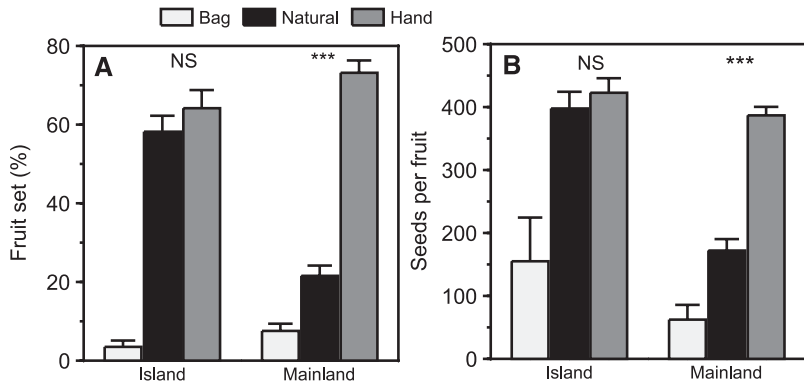 Bag Natural Hand
A
NS
***
80
60
40
20
0
Fruit set (%)
Island Mainland
B
NS
***
500
400
300
200
100
0
Seeds per fruit
Island Mainland